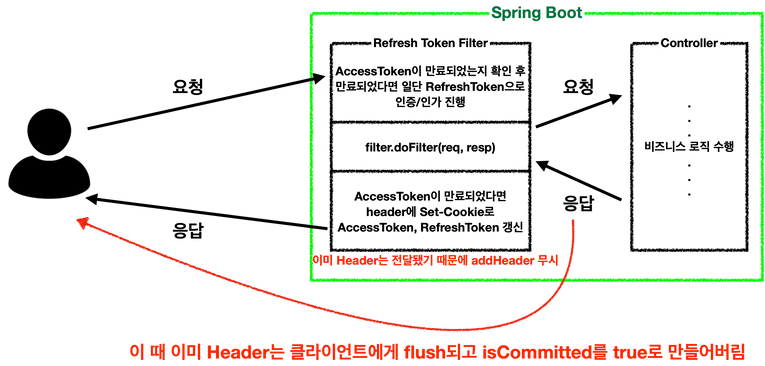 Spring Boot
Refresh Token Filter
AccessToken이 만료되었는지 확인 후
만료되었다면 일단 RefreshToken으로
인증/인가 진행
filter.doFilter(req, resp)
AccessToken이 만료되었다면
header에 Set-Cookie로
AccessToken, RefreshToken 갱신
이미 Header는 전달됐기 때문에 addHeader 무시
Controller
비즈니스 로직 수행
요청
요청
응답
응답
이 때 이미 Header는 클라이언트에게 flush되고 isCommitted를 true로 만들어버림